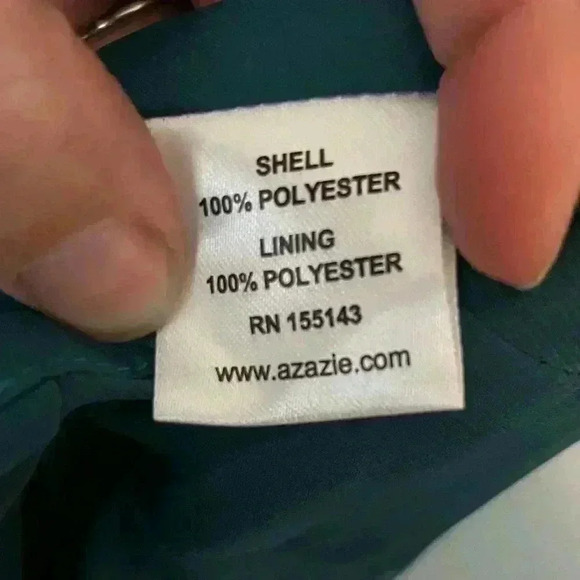 SHELL
100% POLYESTER
LINING
100% POLYESTER
RN 155143
www.azazie.com